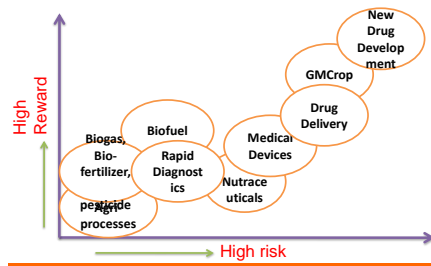 New
Drug
Develop
ment
GMCrop
Drug
Delivery
High
Reward
Biogas,
Bio-
fertilizer,
pesticide
Agri
processes
Biofuel
Rapid
Diagnost
ics
Medical
Devices
Nutrace
uticals
High risk